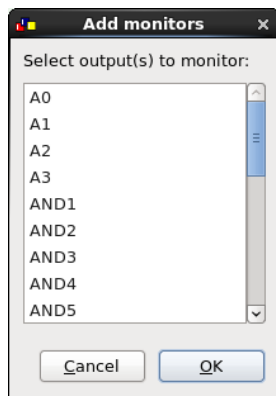 Add monitors
Select output(s) to monitor:
A0
A1
A2
A3
AND1
AND2
AND3
AND4
AND5
Cancel
OK